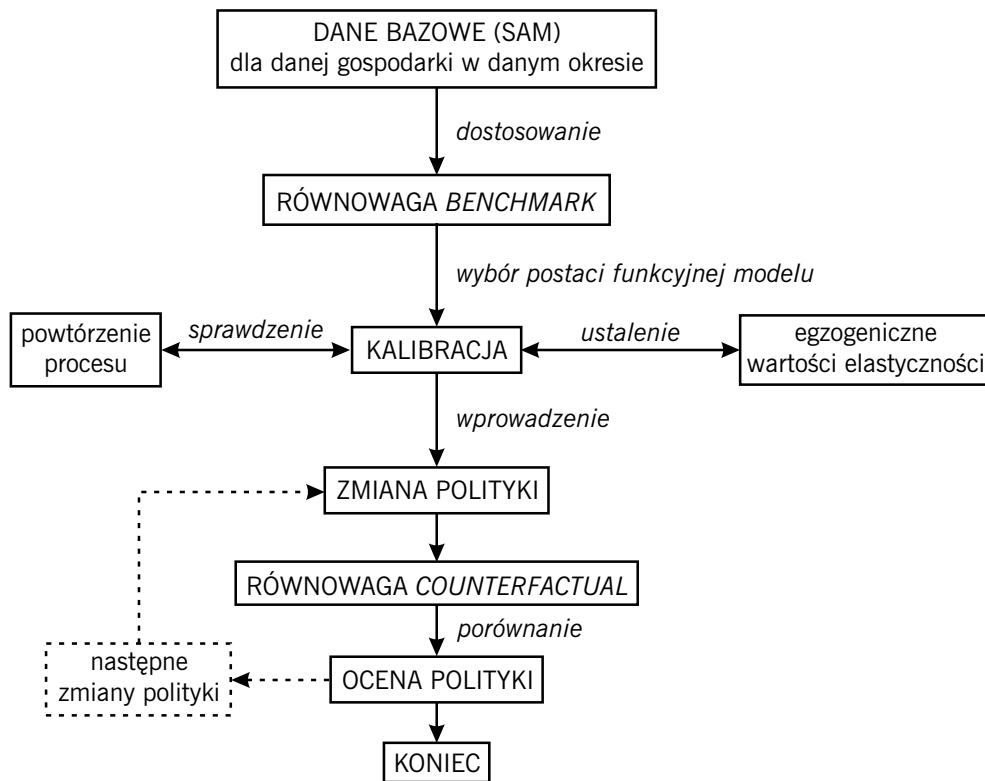 DANE BAZOWE (SAM)
dla danej gospodarki w danym okresie
dostosowanie
RÓWNOWAGA BENCHMARK
wybór postaci funkcyjnej modelu
powtórzenie
procesu
sprawdzenie
KALIBRACJA
ustalenie
egzogeniczne
wartości elastyczności
wprowadzenie
ZMIANA POLITYKI
RÓWNOWAGA COUNTERFACTUAL
porównanie
następne
zmiany polityki
OCENA POLITYKI
KONIEC